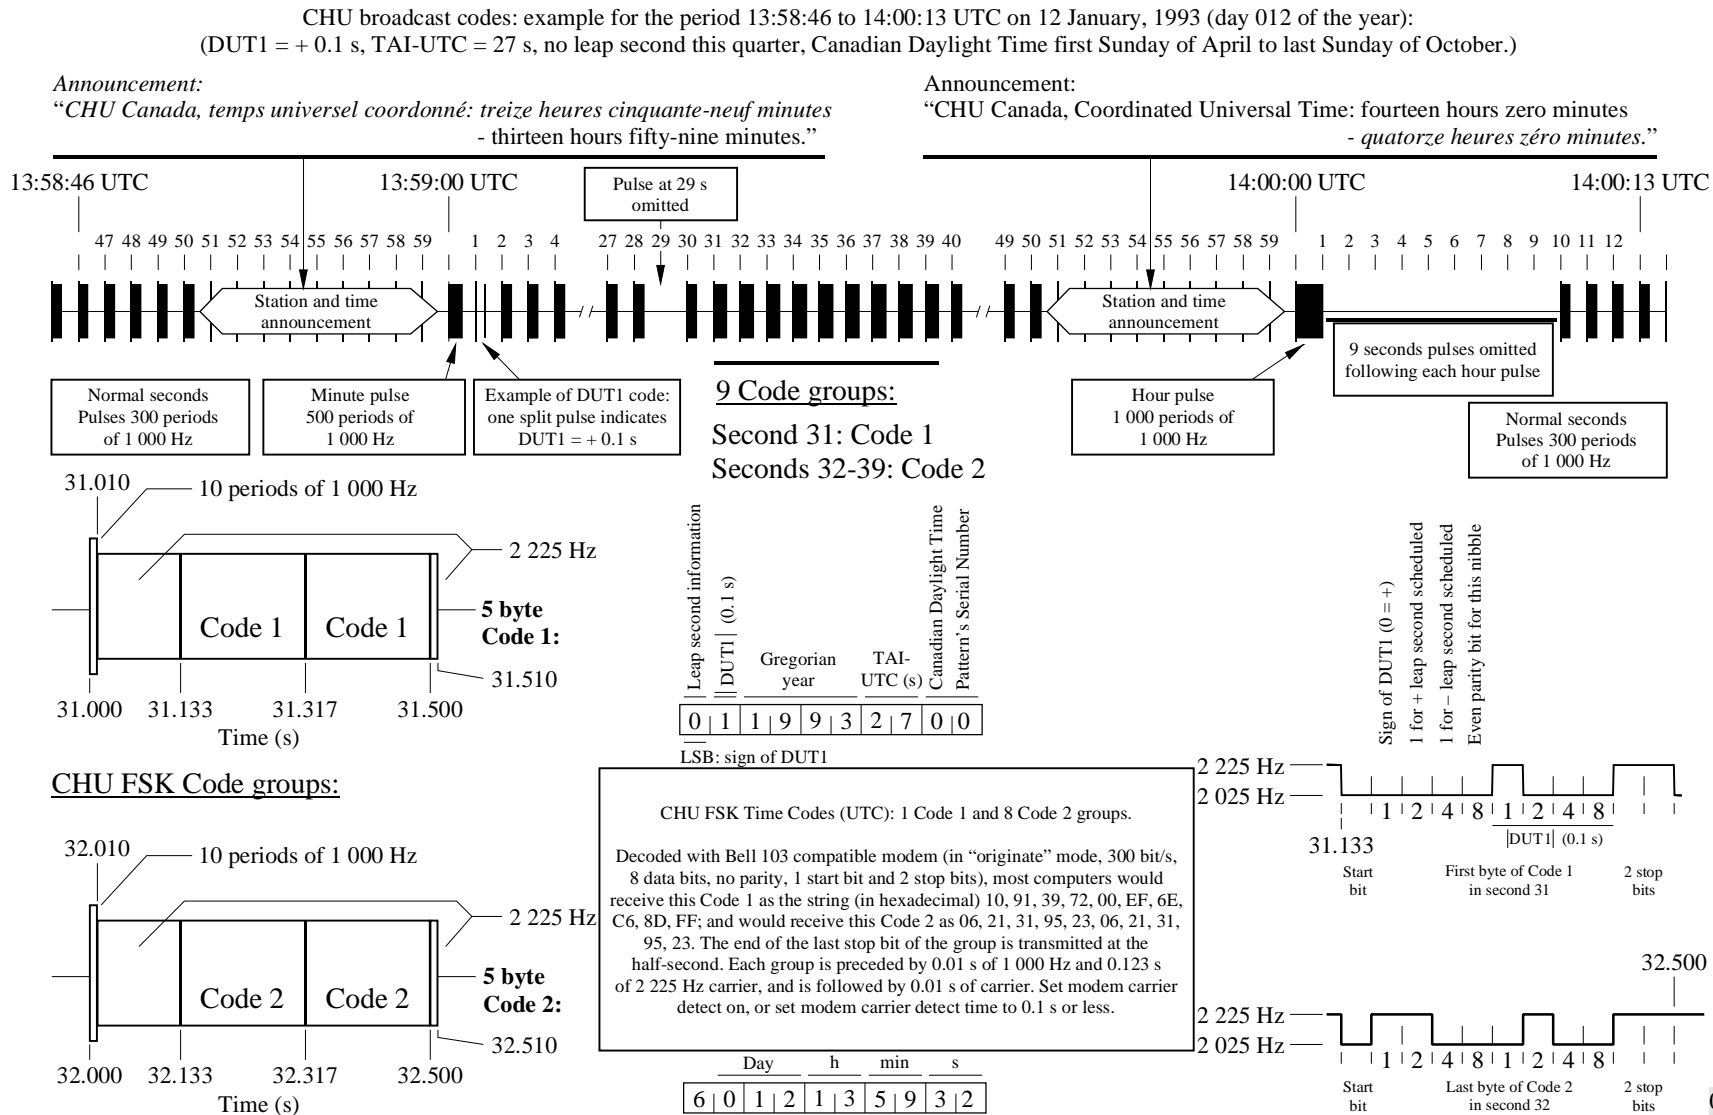 CHU broadcast codes: example for the period 13:58:46 to 14:00:13 UTC on 12 January, 1993 (day 012 of the year):
(DUT1 = + 0.1 s, TAI-UTC = 27 s, no leap second this quarter, Canadian Daylight Time first Sunday of April to last Sunday of October.)
Announcement:
“CHU Canada, temps universel coordonné: treize heures cinquante-neuf minutes
- thirteen hours fifty-nine minutes.”
Announcement:
“CHU Canada, Coordinated Universal Time: fourteen hours zero minutes
- quatorze heures zéro minutes.”
13:58:46 UTC
13:59:00 UTC
Pulse at 29 s
omitted
14:00:00 UTC
14:00:13 UTC
47 48 49 50 51 52 53 54 55 56 57 58 59 1 2 3 4 27 28 29 30 31 32 33 34 35 36 37 38 39 40 49 50 51 52 53 54 55 56 57 58 59 1 2 3 4 5 6 7 8 9 10 11 12
Station and time
announcement
Station and time
announcement
Normal seconds
Pulses 300 periods
of 1 000 Hz
Minute pulse
500 periods of
1 000 Hz
Example of DUT1 code:
one split pulse indicates
DUT1 = + 0.1 s
9 Code groups:
Second 31: Code 1
Seconds 32-39: Code 2
Hour pulse
1 000 periods of
1 000 Hz
9 seconds pulses omitted
following each hour pulse
Normal seconds
Pulses 300 periods
of 1 000 Hz
31.010
10 periods of 1 000 Hz
2 225 Hz
Code 1 Code 1
5 byte
Code 1:
31.510
31.000 31.133 31.317 31.500
Time (s)
Leap second information
|DUT1| (0.1 s)
Gregorian
year
TAI-
UTC (s)
Canadian Daylight Time
Pattern's Serial Number
0 1 1 9 9 3 2 7 0 0
LSB: sign of DUT1
Sign of DUT1 (0 = +)
1 for + leap second scheduled
1 for – leap second scheduled
Even parity bit for this nibble
2 225 Hz
2 025 Hz
1 2 4 8 1 2 4 8
31.133
|DUT1| (0.1 s)
Start
bit
First byte of Code 1
in second 31
2 stop
bits
CHU FSK Code groups:
32.010
10 periods of 1 000 Hz
2 225 Hz
Code 2 Code 2
5 byte
Code 2:
32.510
32.000 32.133 32.317 32.500
Time (s)
CHU FSK Time Codes (UTC): 1 Code 1 and 8 Code 2 groups.
Decoded with Bell 103 compatible modem (in “originate” mode, 300 bit/s,
8 data bits, no parity, 1 start bit and 2 stop bits), most computers would
receive this Code 1 as the string (in hexadecimal) 10, 91, 39, 72, 00, EF, 6E,
C6, 8D, FF; and would receive this Code 2 as 06, 21, 31, 95, 23, 06, 21, 31,
95, 23. The end of the last stop bit of the group is transmitted at the
half-second. Each group is preceded by 0.01 s of 1 000 Hz and 0.123 s
of 2 225 Hz carrier, and is followed by 0.01 s of carrier. Set modem carrier
detect on, or set modem carrier detect time to 0.1 s or less.
Day h min s
6 0 1 2 1 3 5 9 3 2
32.500
2 225 Hz
2 025 Hz
1 2 4 8 1 2 4 8
Start
bit
Last byte of Code 2
in second 32
2 stop
bits